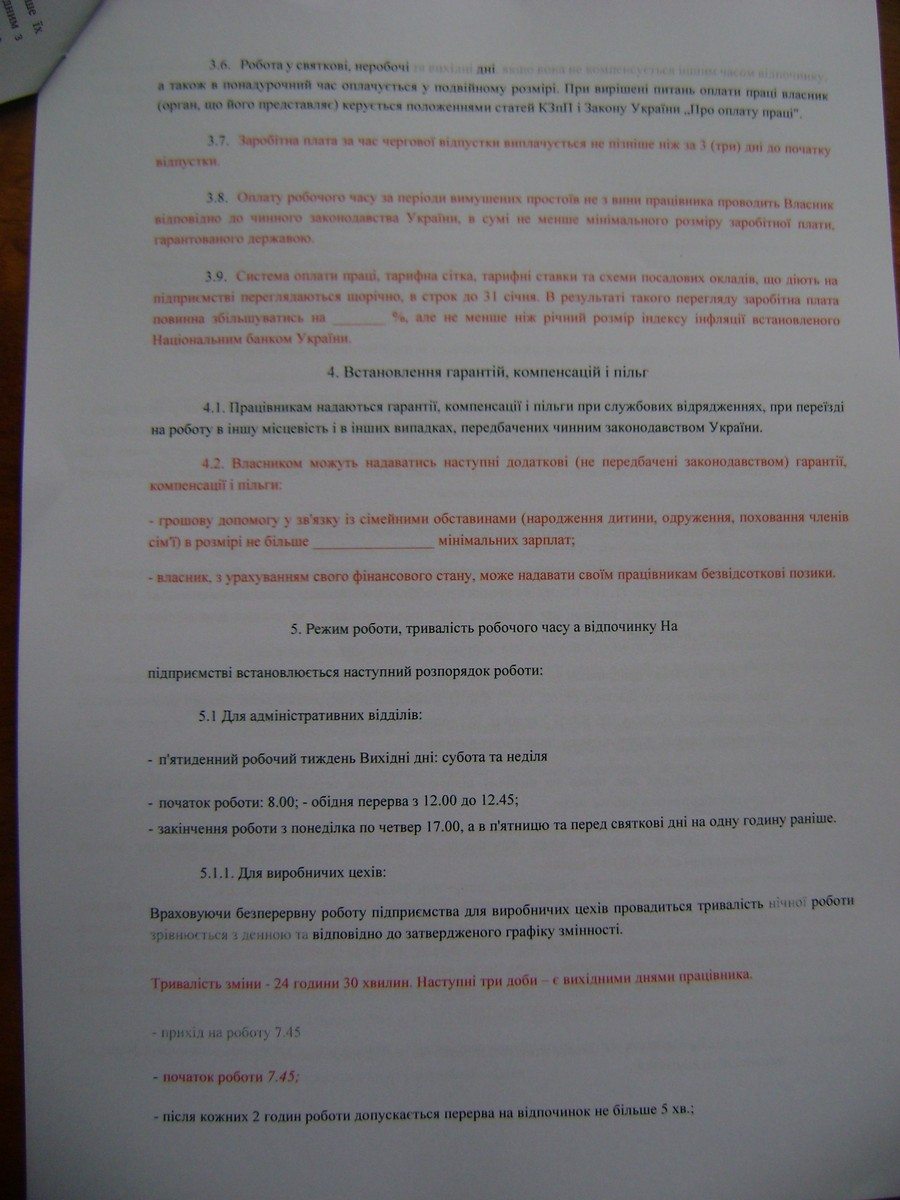 ше їх
дним з
3.6. Робота у святкові, неробочі та вихідні дні, якщо вона не компенсується іншим часом відпочинку,
а також в понадурочний час оплачується у подвійному розмірі. При вирішені питань оплати праці власник
(орган, що його представляє) керується положеннями статей КЗпП і Закону України „Про оплату праці".
3.7. Заробітна плата за час чергової відпустки виплачується не пізніше ніж за 3 (три) дні до початку
відпустки.
3.8. Оплату робочого часу за періоди вимушених простоїв не з вини працівника проводить Власник
відповідно до чинного законодавства України, в сумі не менше мінімального розміру заробітної плати,
гарантованого державою.
3.9. Система оплати праці, тарифна сітка, тарифні ставки та схеми посадових окладів, що діють на
підприємстві переглядаються щорічно, в строк до 31 січня. В результаті такого перегляду заробітна плата
повинна збільшуватись на _______ %, але не менше ніж річний розмір індексу інфляції встановленого
Національним банком України.
4. Встановлення гарантій, компенсацій і пільг
4.1. Працівникам надаються гарантії, компенсації і пільги при службових відрядженнях, при переїзді
на роботу в іншу місцевість і в інших випадках, передбачених чинним законодавством України.
4.2. Власником можуть надаватись наступні додаткові (не передбачені законодавством) гарантії,
компенсації і пільги:
- грошову допомогу у зв'язку із сімейними обставинами (народження дитини, одруження, поховання членів
сім'ї) в розмірі не більше _________________ мінімальних зарплат;
- власник, з урахуванням свого фінансового стану, може надавати своїм працівникам безвідсоткові позики.
5. Режим роботи, тривалість робочого часу а відпочинку На
підприємстві встановлюється наступний розпорядок роботи:
5.1 Для адміністративних відділів:
- п'ятиденний робочий тиждень Вихідні дні: субота та неділя
- початок роботи: 8.00; - обідня перерва з 12.00 до 12.45;
- закінчення роботи з понеділка по четвер 17.00, а в п'ятницю та перед святкові дні на одну годину раніше.
5.1.1. Для виробничих цехів:
Враховуючи безперервну роботу підприємства для виробничих цехів провадиться тривалість нічної роботи
зрівнюється з денною та відповідно до затвердженого графіку змінності.
Тривалість зміни - 24 години 30 хвилин. Наступні три доби – є вихідними днями працівника.
- прихід на роботу 7.45
- початок роботи 7.45;
- після кожних 2 годин роботи допускається перерва на відпочинок не більше 5 хв.;